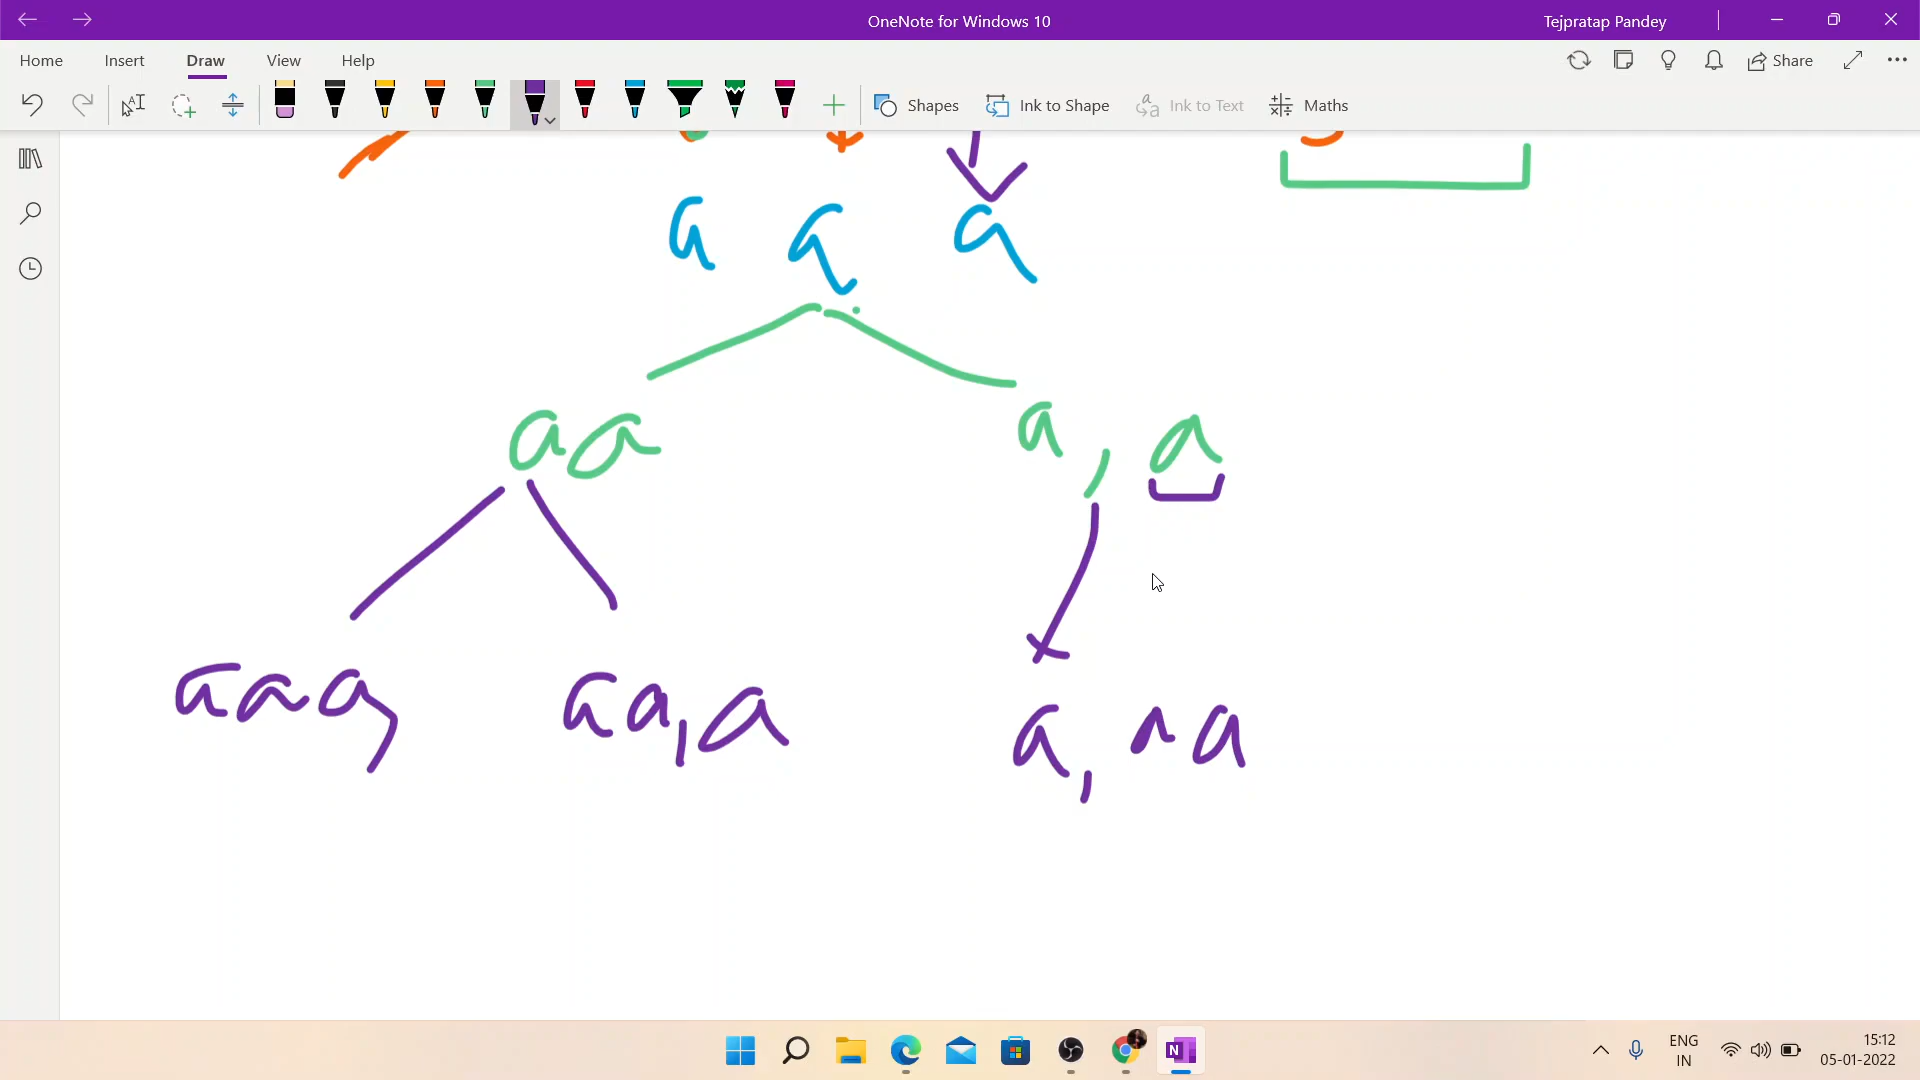 OneNote for Windows 10
Tejpratap Pandey
Home Insert Draw View Help
Share
Shapes Ink to Shape Ink to Text Maths
a a a
aa a, a
aaa, aa,a a, aa
ENG
IN
15:12
05-01-2022